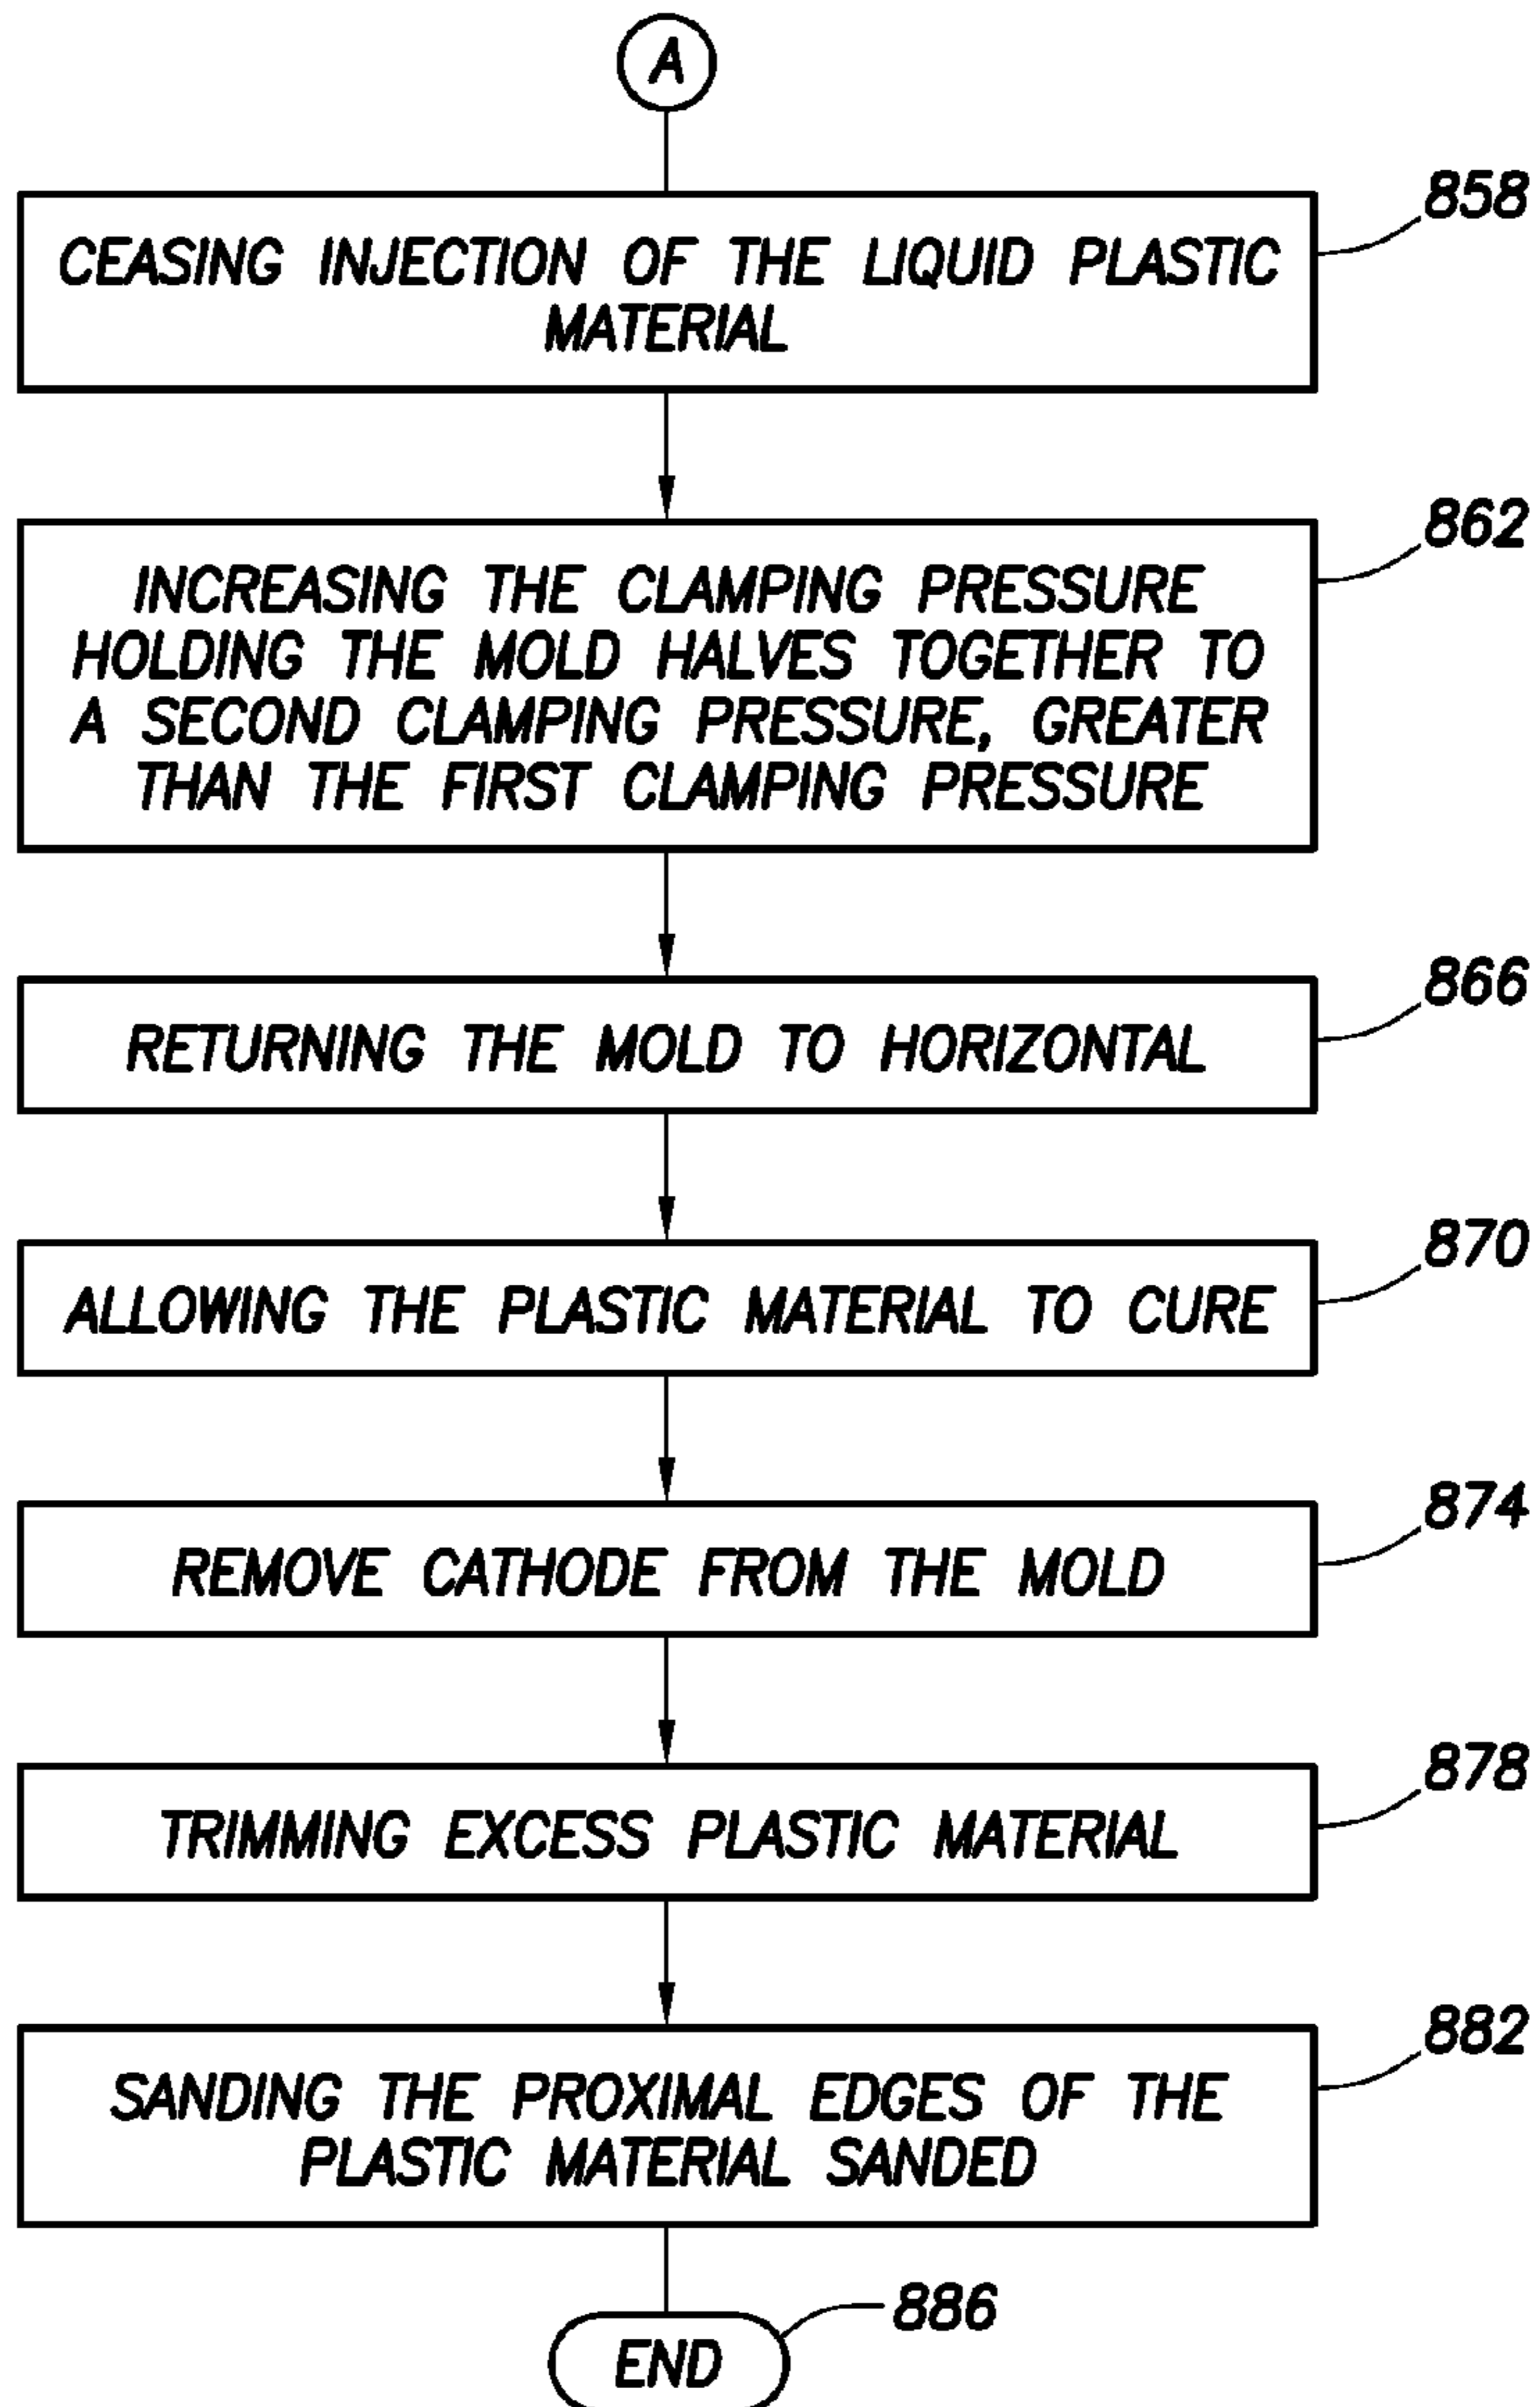 A
858
CEASING INJECTION OF THE LIQUID PLASTIC
MATERIAL
862
INCREASING THE CLAMPING PRESSURE
HOLDING THE MOLD HALVES TOGETHER TO
A SECOND CLAMPING PRESSURE, GREATER
THAN THE FIRST CLAMPING PRESSURE
866
RETURNING THE MOLD TO HORIZONTAL
870
ALLOWING THE PLASTIC MATERIAL TO CURE
874
REMOVE CATHODE FROM THE MOLD
878
TRIMMING EXCESS PLASTIC MATERIAL
882
SANDING THE PROXIMAL EDGES OF THE
PLASTIC MATERIAL SANDED
886
END